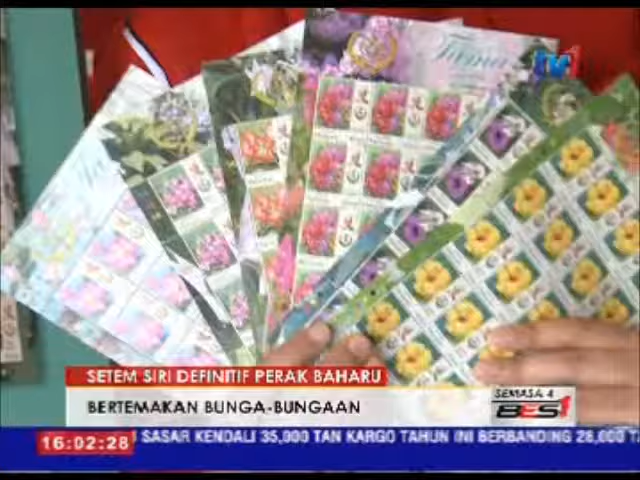 tv1
SETEM SIRI DEFINITIF PERAK BAHARU
BERTEMAKAN BUNGA-BUNGAAN
SEMASA 4
BES1
16:02:28
SASAR KENDALI 35,000 TAN KARGO TAHUN INI BERBANDING 28,000 T